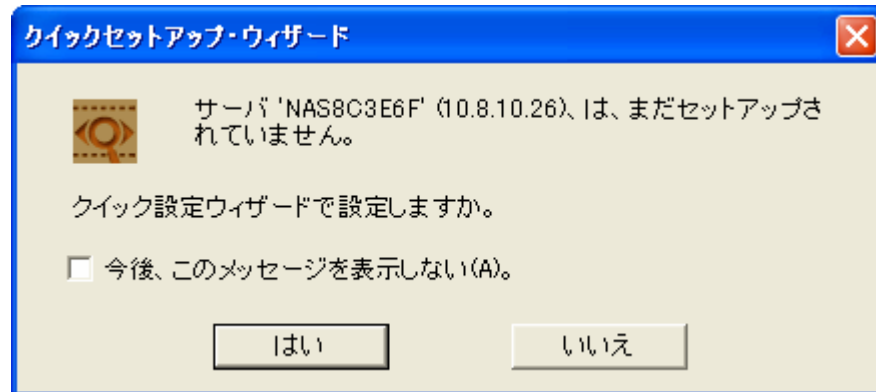 クイックセットアップ・ウィザード
サーバ 'NAS8C3E6F' (10.8.10.26)、は、まだセットアップさ
れていません。
クイック設定ウィザードで設定しますか。
今後、このメッセージを表示しない(A)。
はい
いいえ